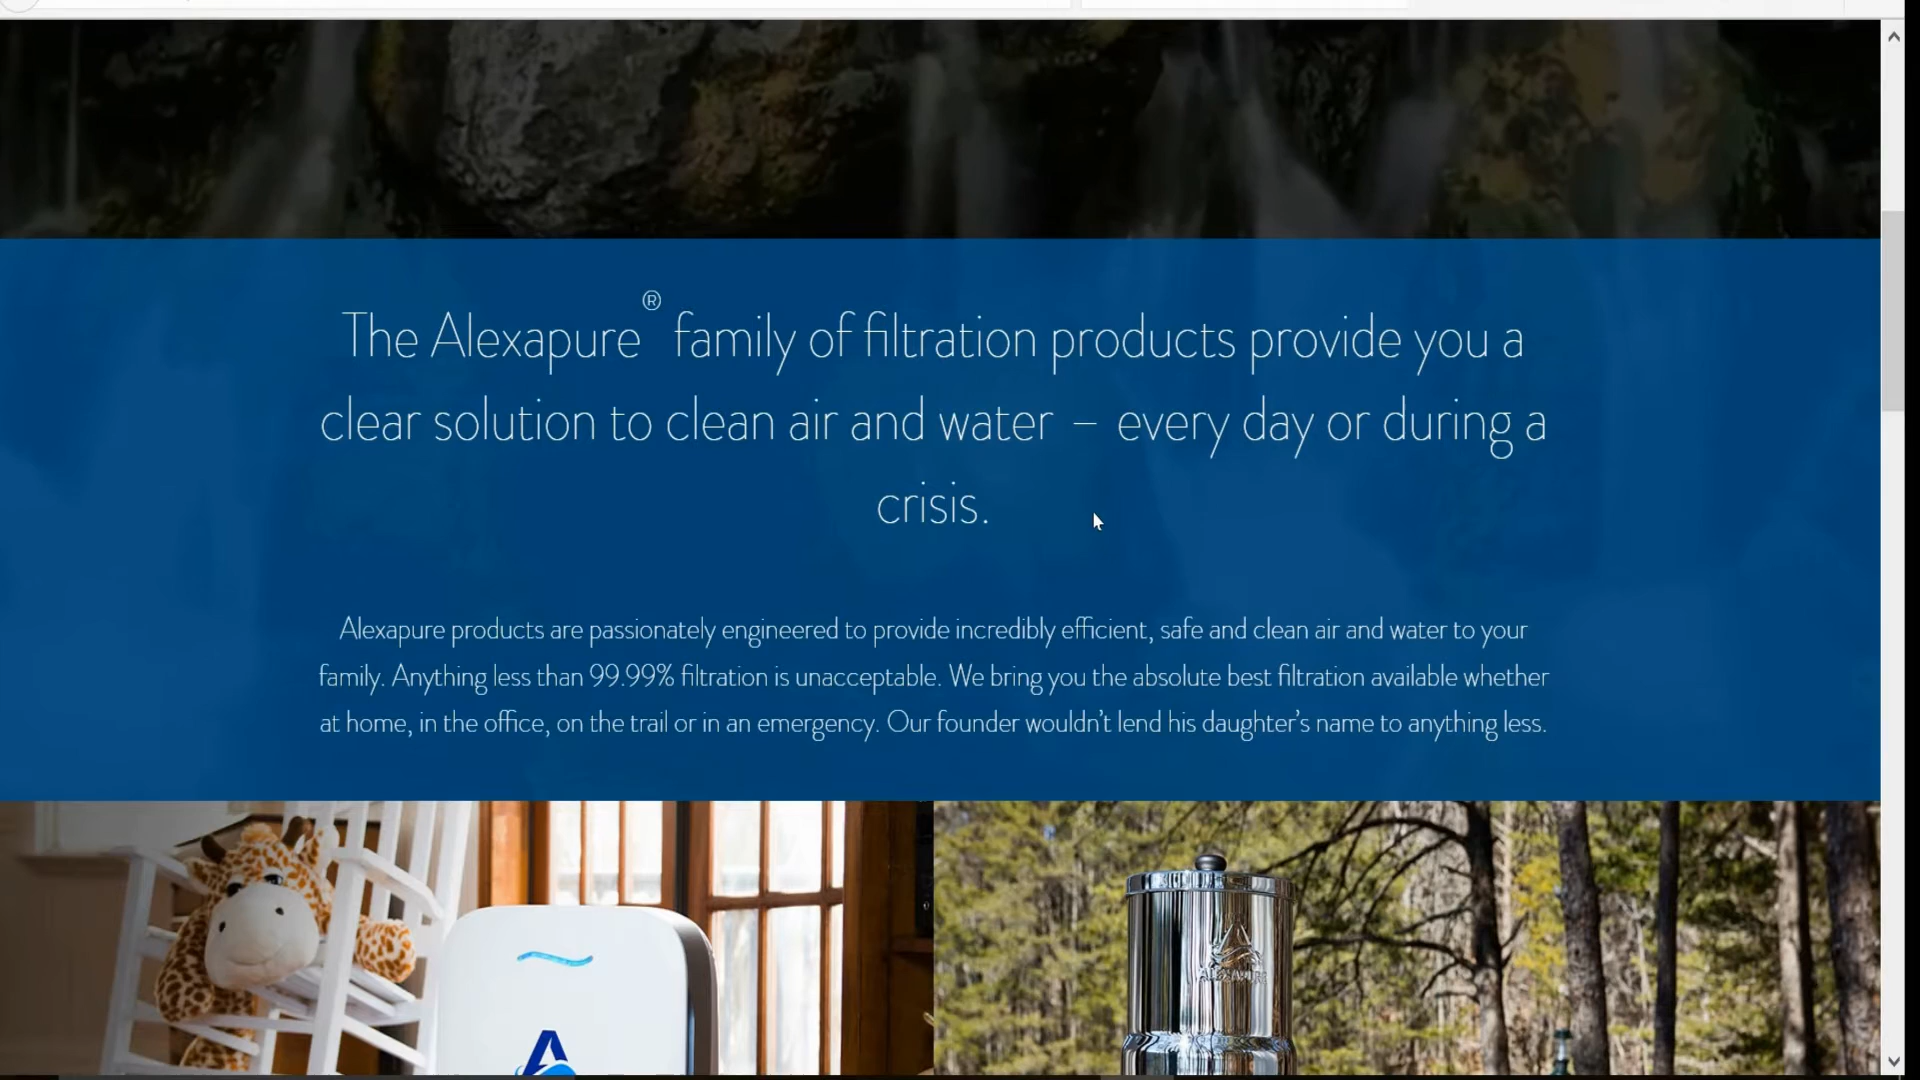 The Alexapure® family of filtration products provide you a
clear solution to clean air and water – every day or during a
crisis.
Alexapure products are passionately engineered to provide incredibly efficient, safe and clean air and water to your
family. Anything less than 99.99% filtration is unacceptable. We bring you the absolute best filtration available whether
at home, in the office, on the trail or in an emergency. Our founder wouldn't lend his daughter's name to anything less.
ALEXAPURE